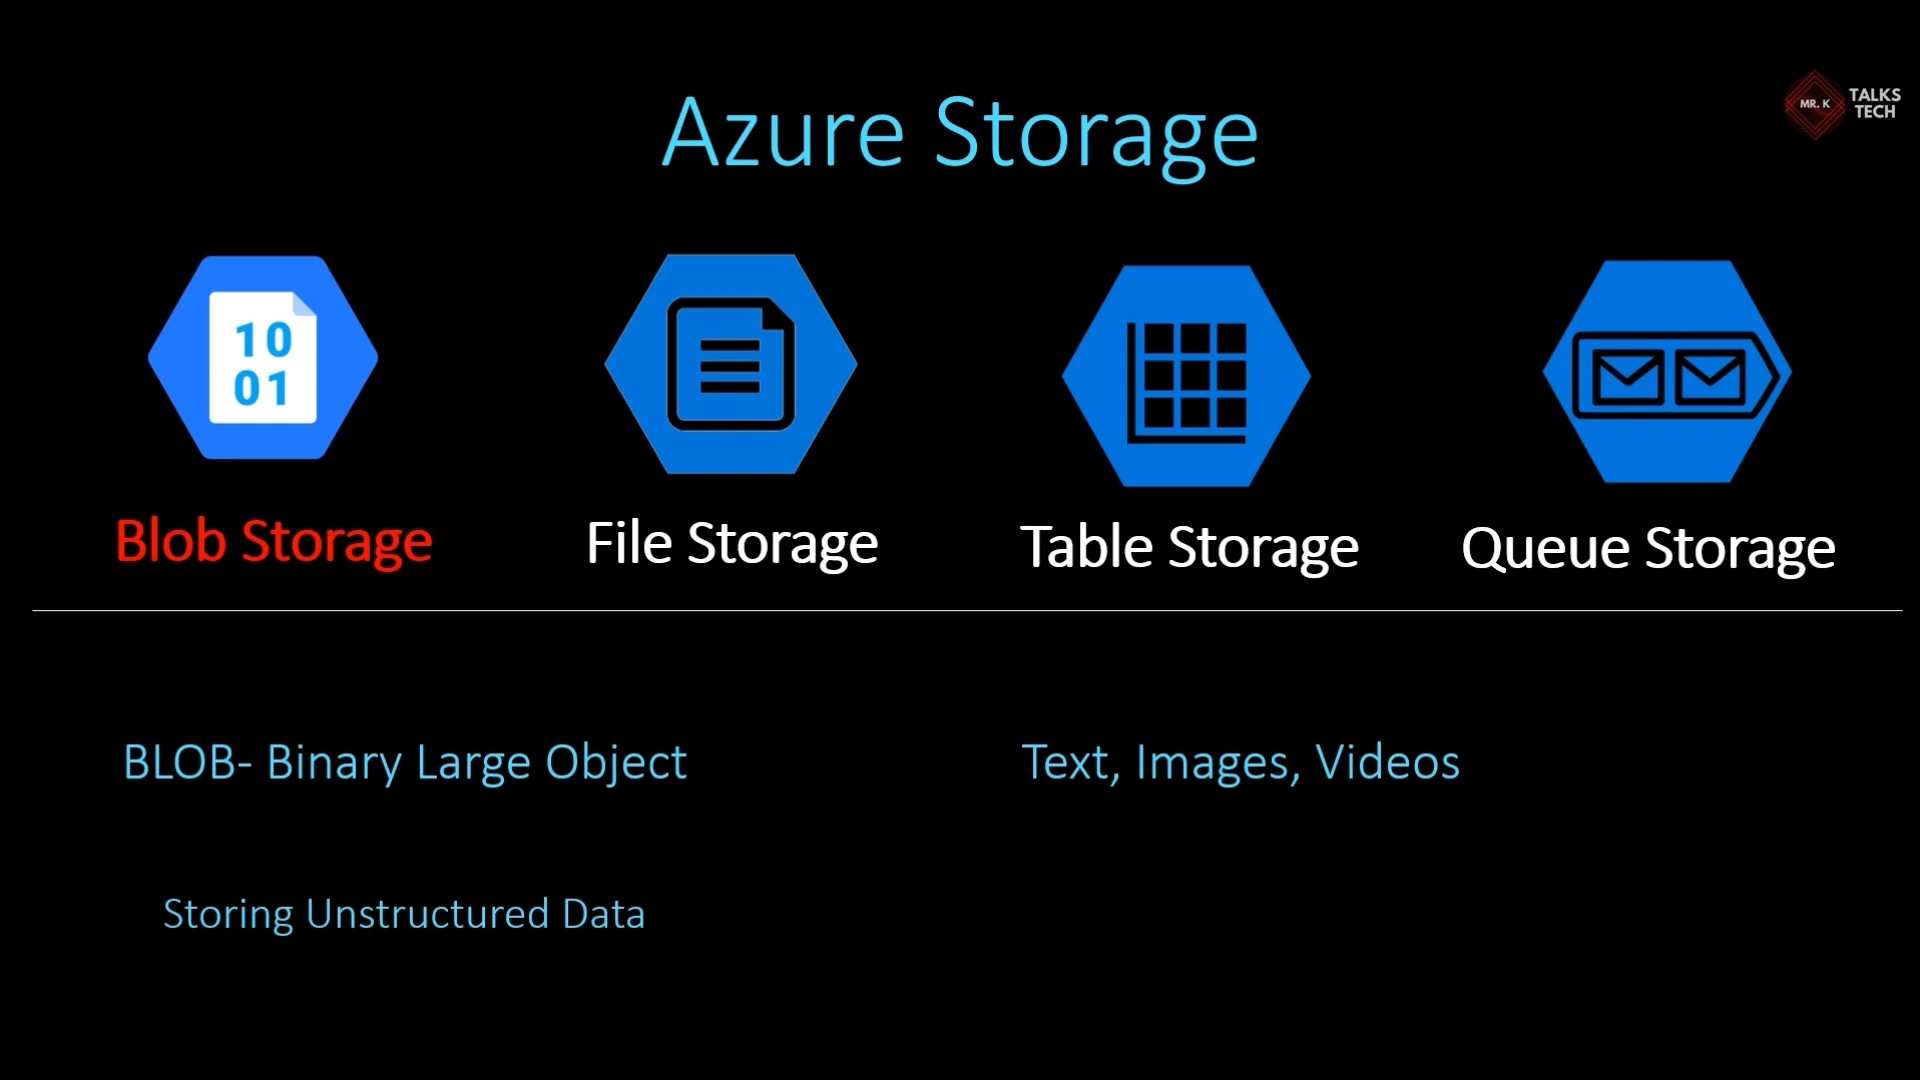 Azure Storage
MR. K
TALKS
TECH
10
01
Blob Storage
File Storage
Table Storage
Queue Storage
BLOB- Binary Large Object
Text, Images, Videos
Storing Unstructured Data